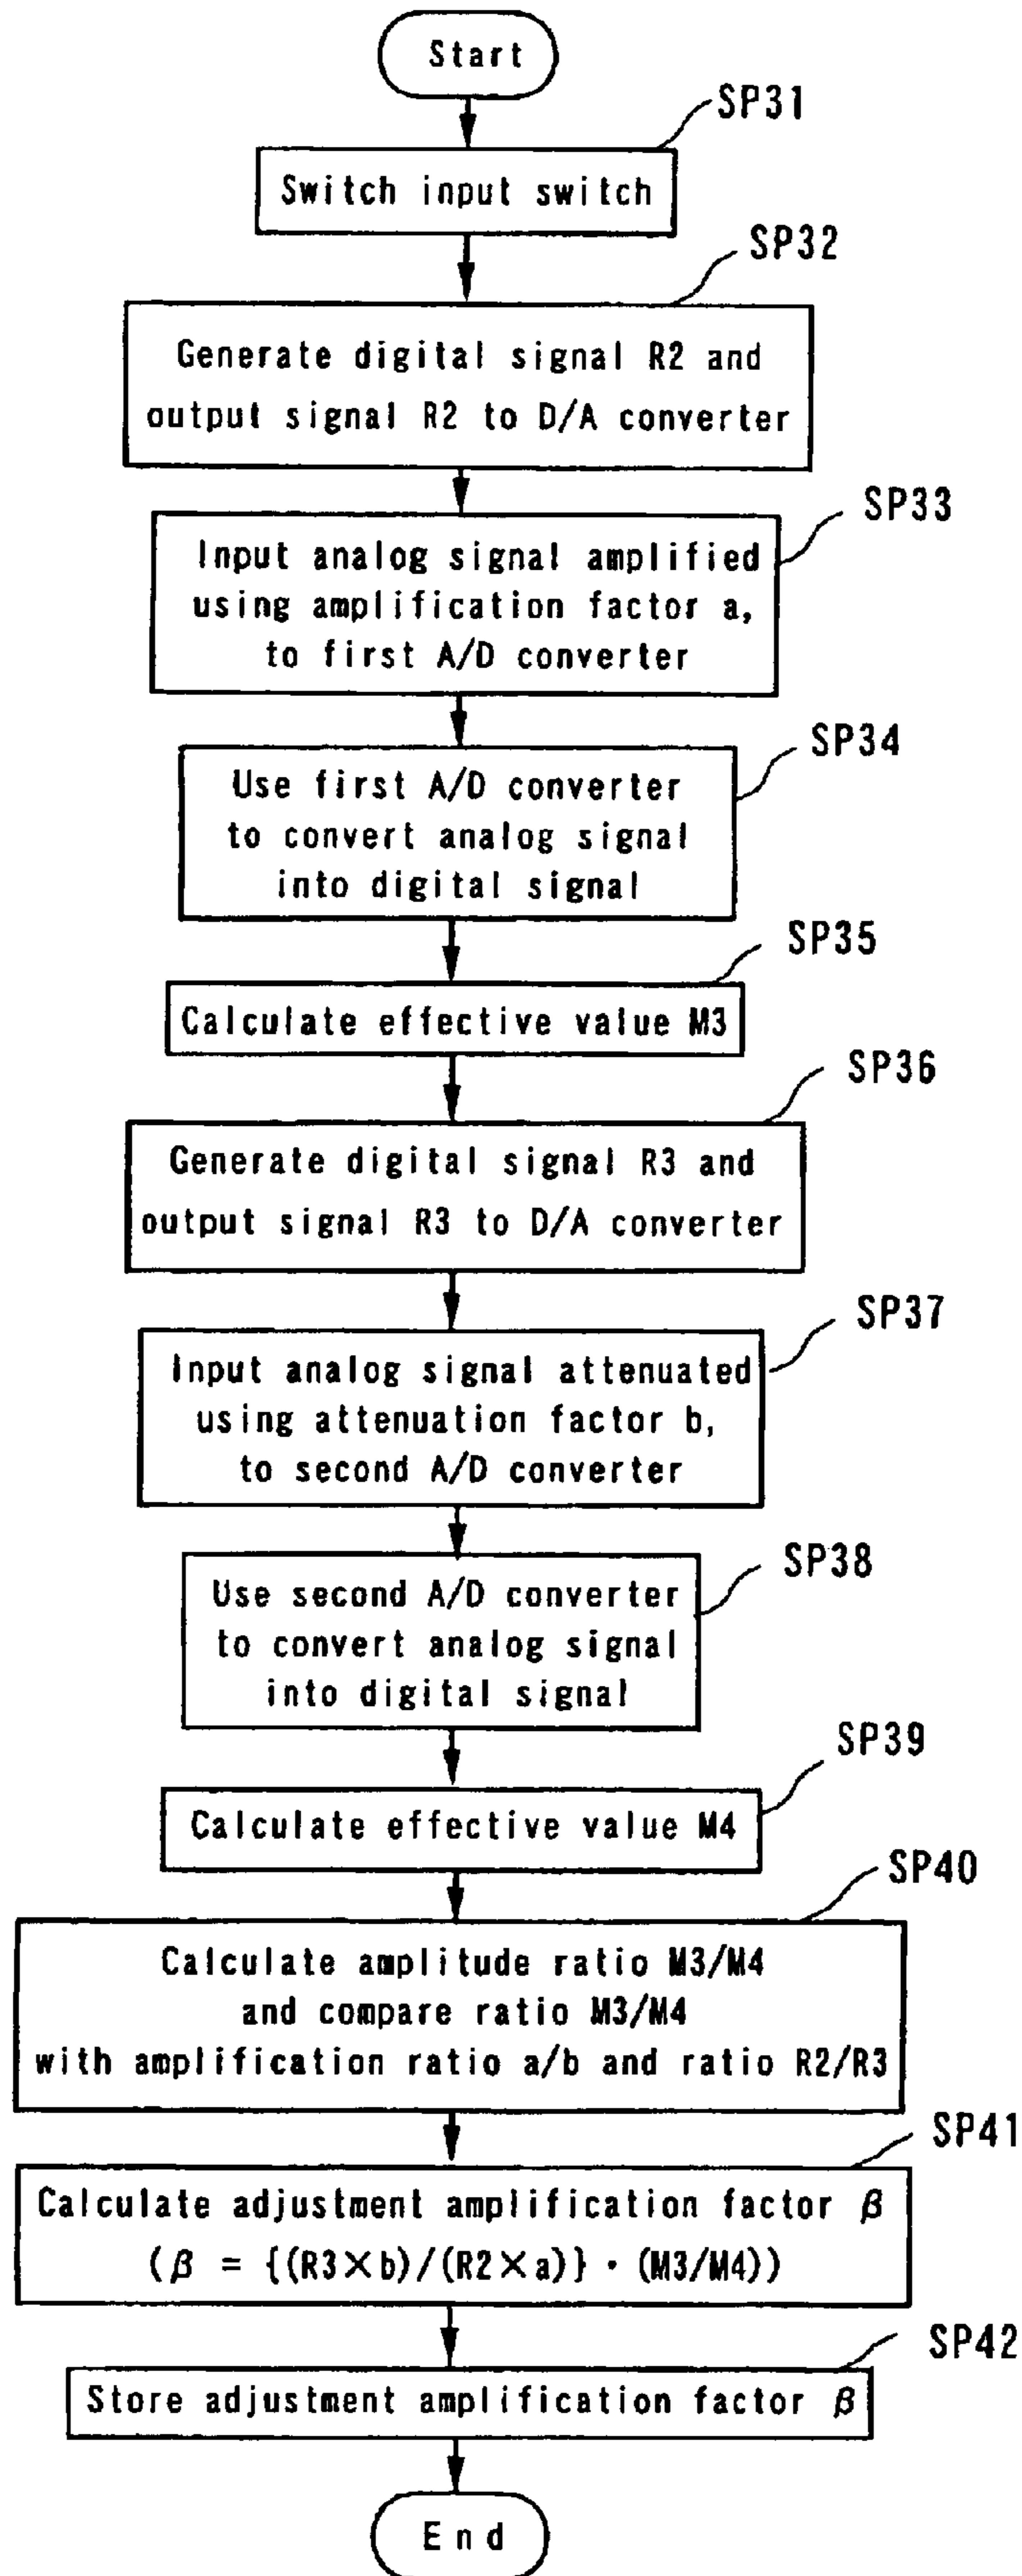 Start
SP31
Switch input switch
SP32
Generate digital signal R2 and
output signal R2 to D/A converter
SP33
Input analog signal amplified
using amplification factor a,
to first A/D converter
SP34
Use first A/D converter
to convert analog signal
into digital signal
SP35
Calculate effective value M3
SP36
Generate digital signal R3 and
output signal R3 to D/A converter
SP37
Input analog signal attenuated
using attenuation factor b,
to second A/D converter
SP38
Use second A/D converter
to convert analog signal
into digital signal
SP39
Calculate effective value M4
SP40
Calculate amplitude ratio M3/M4
and compare ratio M3/M4
with amplification ratio a/b and ratio R2/R3
SP41
Calculate adjustment amplification factor β
(β = {(R3×b)/(R2×a)}・(M3/M4))
SP42
Store adjustment amplification factor β
End